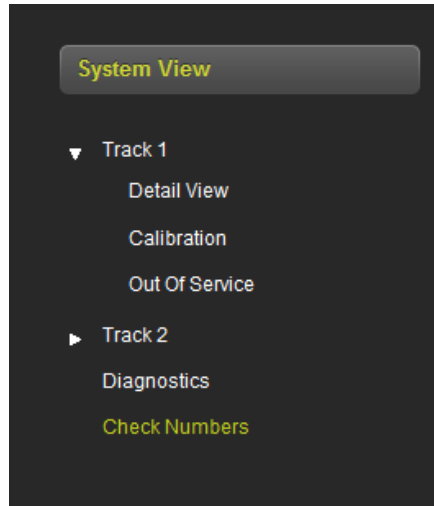 System View
Track 1
Detail View
Calibration
Out Of Service
Track 2
Diagnostics
Check Numbers